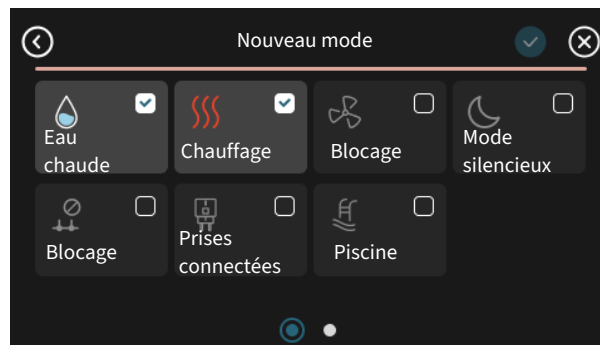 Nouveau mode
Eau
chaude
Chauffage
Blocage
Mode
silencieux
Blocage
Prises
connectées
Piscine